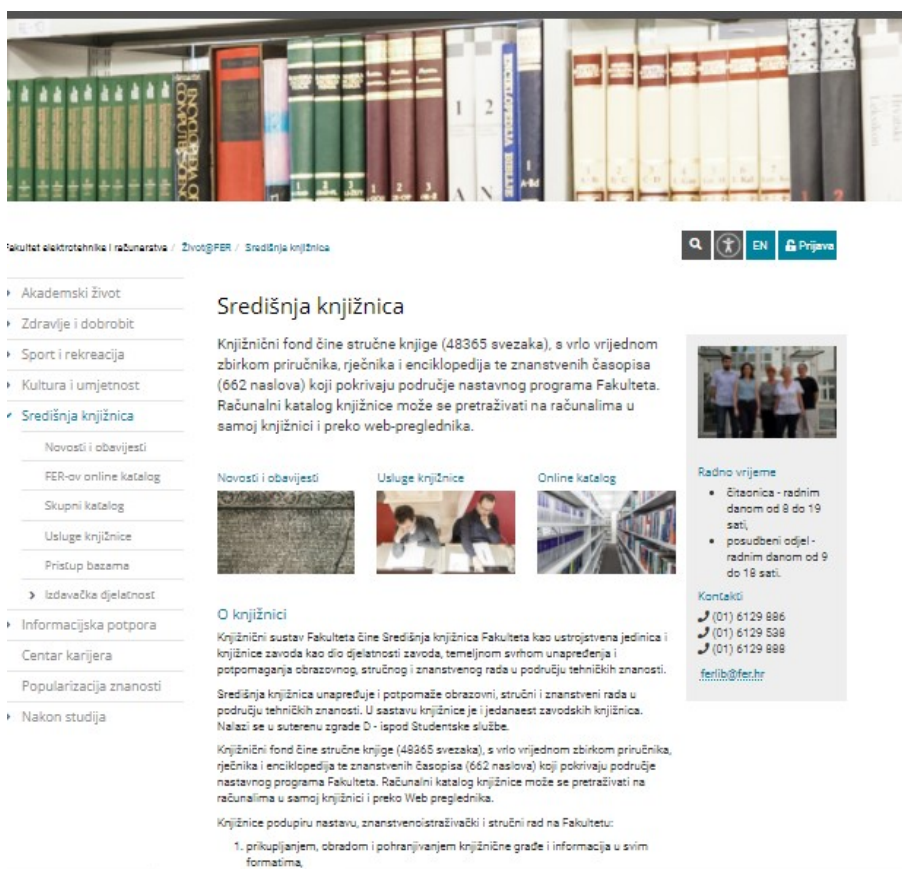 ENCYCLOPEDIA OF
COMPUTER SCIENCE
1 2
A N
1
A-Bd
Fakultet elektrotehnike i računarstva / Život@FER / Središnja knjižnica
EN Prijava
Akademski život
Zdravlje i dobrobit
Sport i rekreacija
Kultura i umjetnost
Središnja knjižnica
Novosti i obavijesti
FER-ov online katalog
Skupni katalog
Usluge knjižnice
Pristup bazama
Izdavačka djelatnost
Informacijska potpora
Centar karijera
Popularizacija znanosti
Nakon studija
Središnja knjižnica
Knjižnični fond čine stručne knjige (48365 svezaka), s vrlo vrijednom
zbirkom priručnika, rječnika i enciklopedija te znanstvenih časopisa
(662 naslova) koji pokrivaju područje nastavnog programa Fakulteta.
Računalni katalog knjižnice može se pretraživati na računalima u
samoj knjižnici i preko web-preglednika.
Novosti i obavijesti
Usluge knjižnice
Online katalog
O knjižnici
Knjižnični sustav Fakulteta čine Središnja knjižnica Fakulteta kao ustrojstvena jedinica i
knjižnice zavoda kao dio djelatnosti zavoda, temeljnom svrhom unapređenja i
potpomaganja obrazovnog, stručnog i znanstvenog rada u području tehničkih znanosti.
Središnja knjižnica unapređuje i potpomaže obrazovni, stručni i znanstveni rada u
području tehničkih znanosti. U sastavu knjižnice je i jedanaest zavodskih knjižnica.
Nalazi se u suterenu zgrade D - ispod Studentske službe.
Knjižnični fond čine stručne knjige (48365 svezaka), s vrlo vrijednom zbirkom priručnika,
rječnika i enciklopedija te znanstvenih časopisa (662 naslova) koji pokrivaju područje
nastavnog programa Fakulteta. Računalni katalog knjižnice može se pretraživati na
računalima u samoj knjižnici i preko Web preglednika.
Knjižnice podupiru nastavu, znanstvenoistraživački i stručni rad na Fakultetu:
1. prikupljanjem, obradom i pohranjivanjem knjižnične građe i informacija u svim
formatima,
Radno vrijeme
čitaonica - radnim
danom od 8 do 19
sati,
posudbeni odjel -
radnim danom od 9
do 18 sati.
Kontakti
(01) 6129 886
(01) 6129 538
(01) 6129 888
ferlib@fer.hr